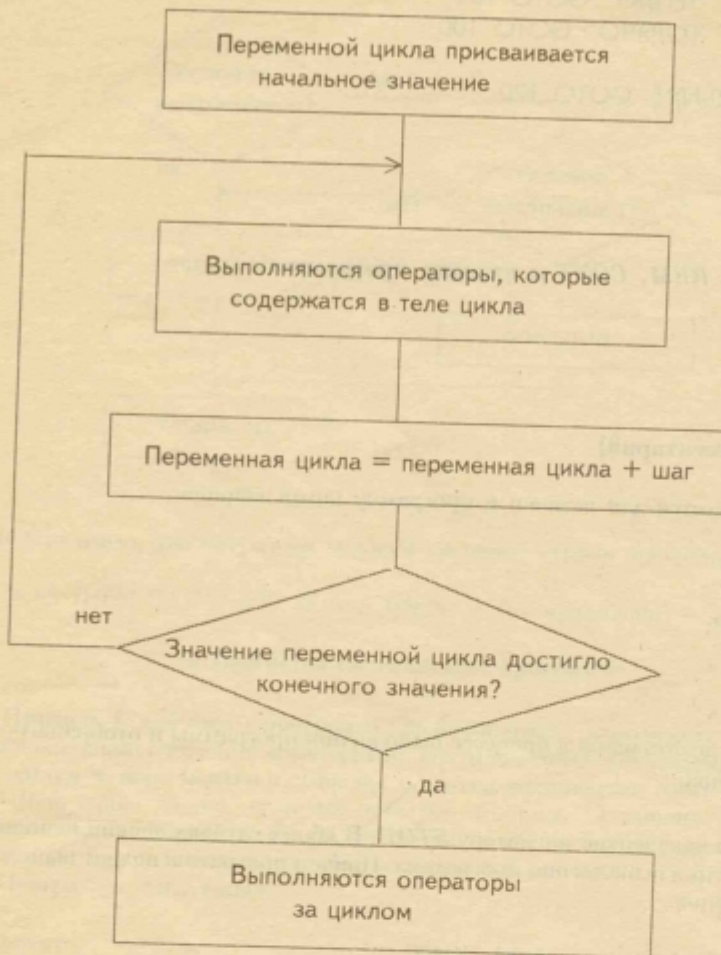 Переменной цикла присваивается
начальное значение
Выполняются операторы, которые
содержатся в теле цикла
Переменная цикла = переменная цикла + шаг
нет
Значение переменной цикла достигло
конечного значения?
да
Выполняются операторы
за циклом